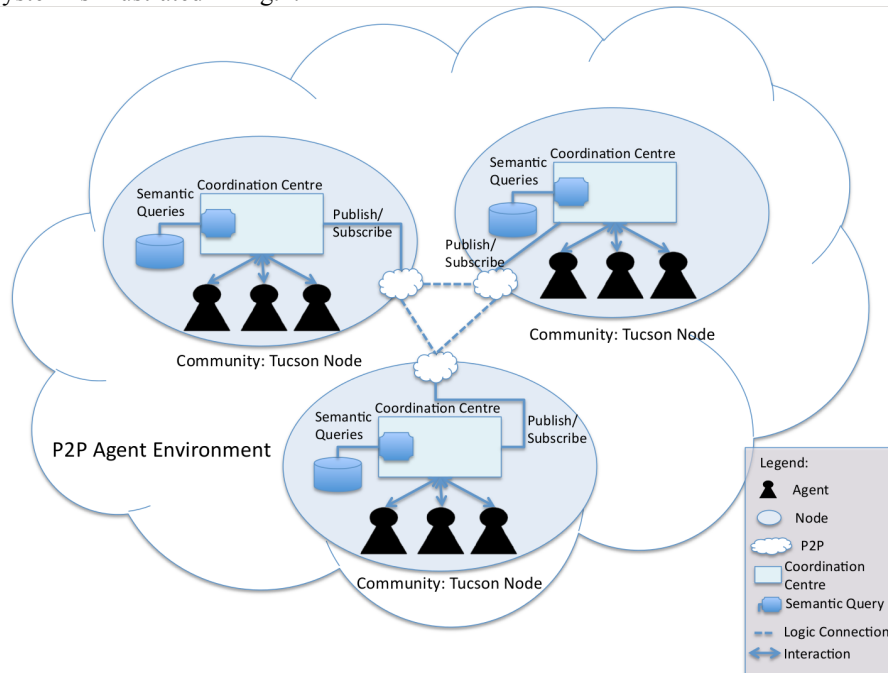 Semantic
Queries
Coordination Centre
Publish/
Subscribe
Community: Tucson Node
Semantic
Queries
Coordination Centre
Publish/
Subscribe
Community: Tucson Node
Semantic
Queries
Coordination Centre
Publish/
Subscribe
Community: Tucson Node
P2P Agent Environment
Legend:
Agent
Node
P2P
Coordination
Centre
Semantic Query
Logic Connection
Interaction